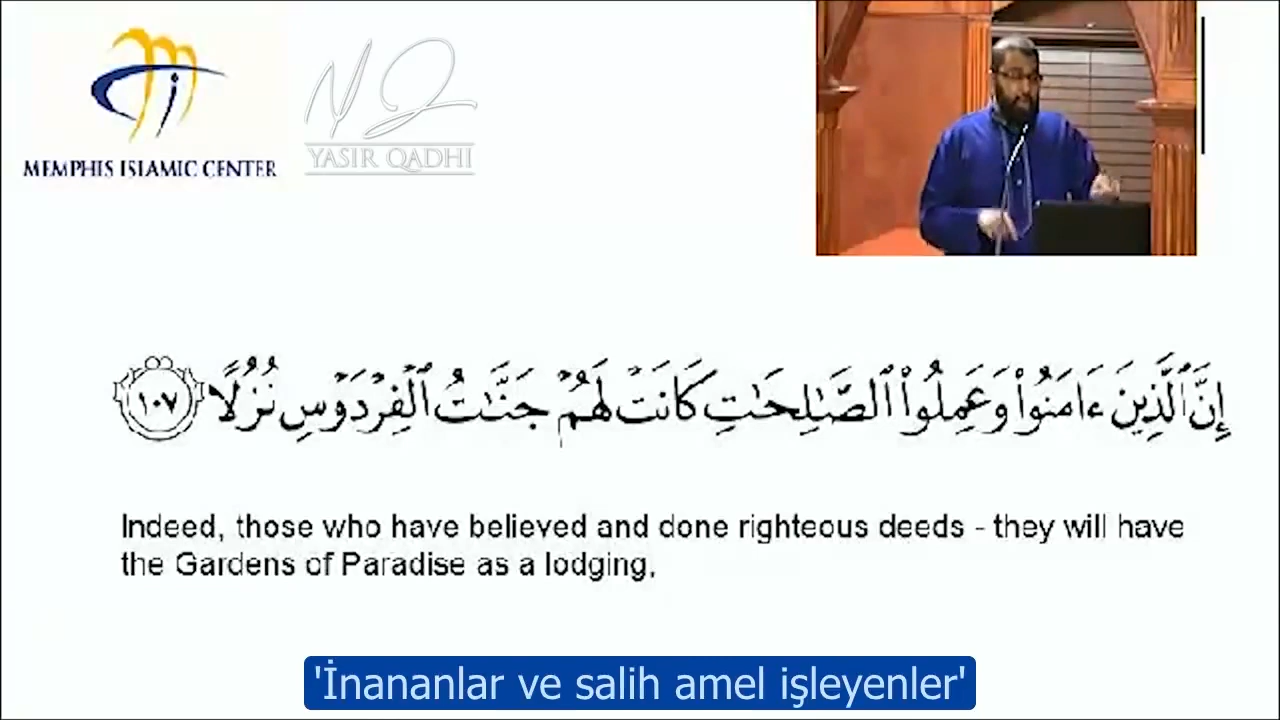 MEMPHIS ISLAMIC CENTER
YASIR QADHI
إِنَّ ٱلَّذِينَ ءَامَنُوا۟ وَعَمِلُوا۟ ٱلصَّـٰلِحَـٰتِ كَانَتْ لَهُمْ جَنَّـٰتُ ٱلْفِرْدَوْسِ نُزُلًا ١٠٧
Indeed, those who have believed and done righteous deeds - they will have
the Gardens of Paradise as a lodging,
'İnananlar ve salih amel işleyenler'